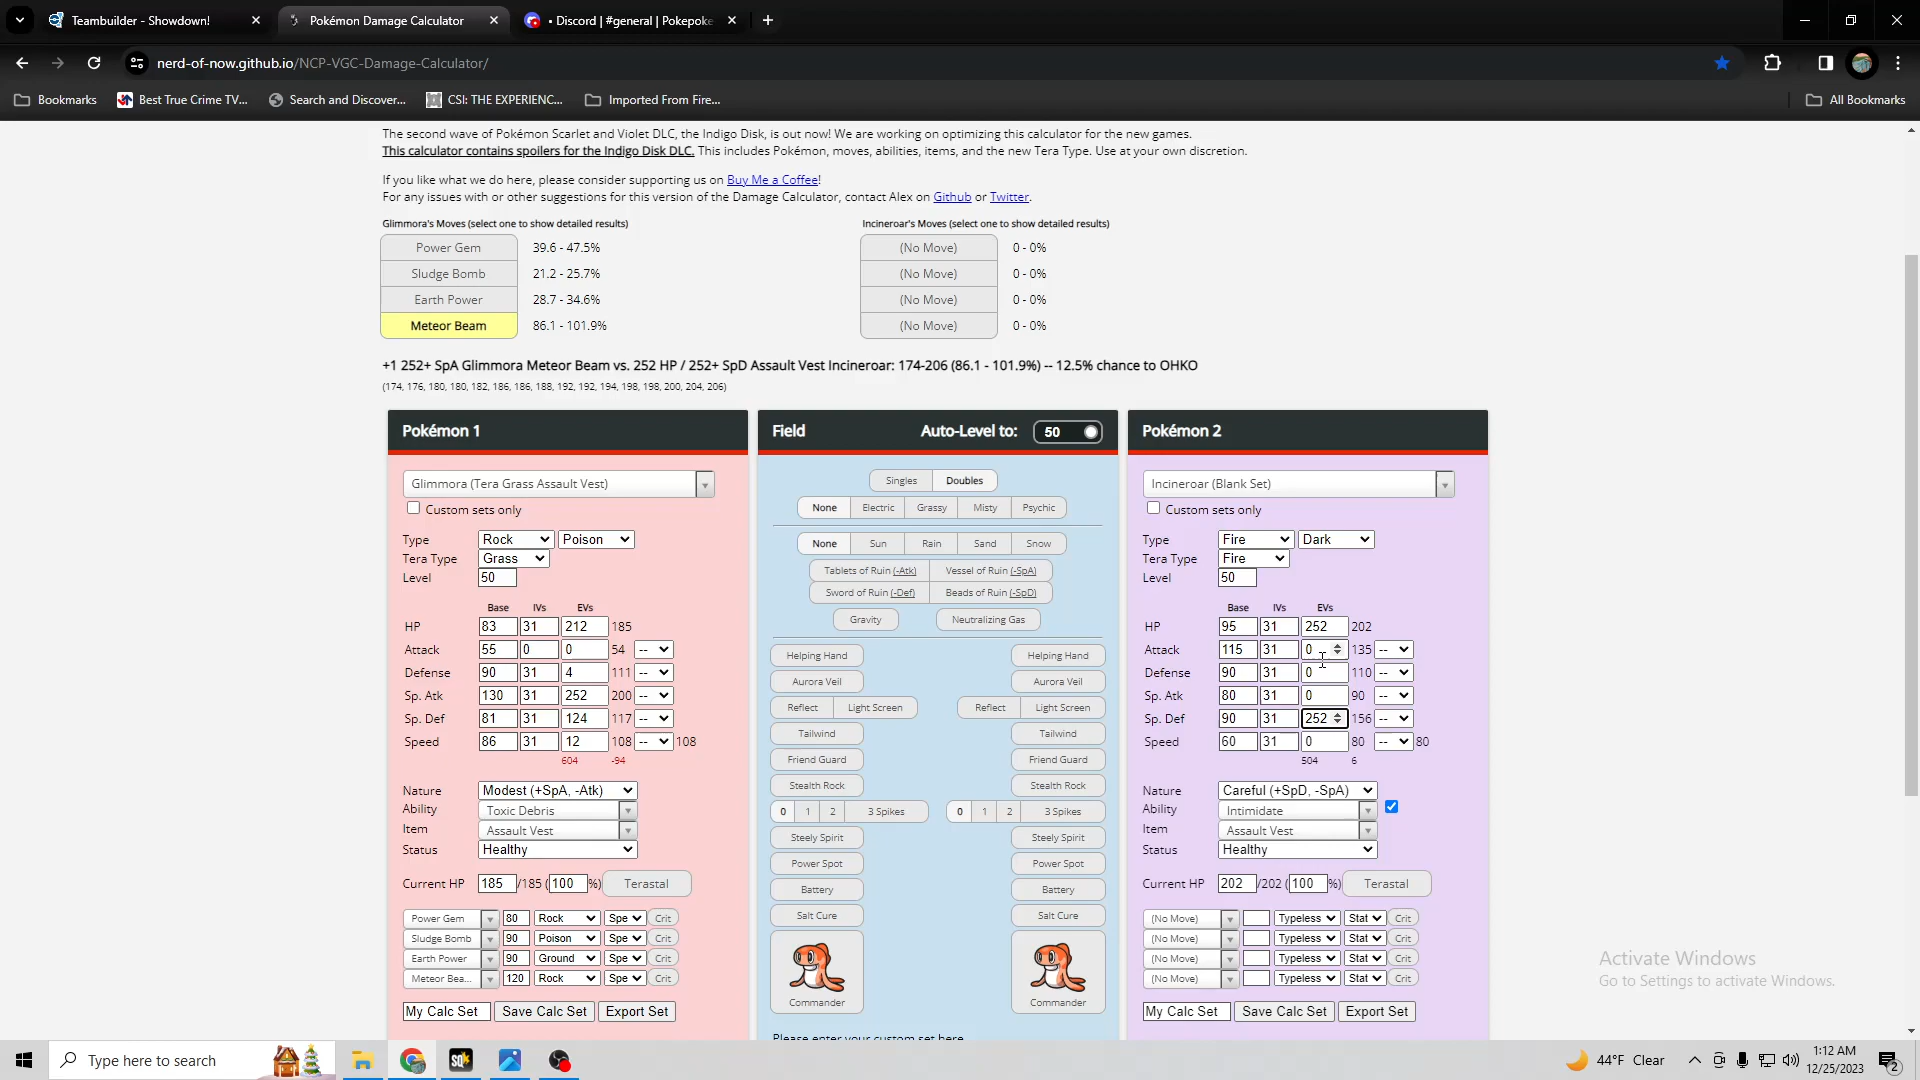 Teambuilder - Showdown!
Pokémon Damage Calculator
• Discord | #general | Pokepoke
nerd-of-now.github.io/NCP-VGC-Damage-Calculator/
Bookmarks
Best True Crime TV...
Search and Discover...
CSI: THE EXPERIENC...
Imported From Fire...
All Bookmarks
The second wave of Pokémon Scarlet and Violet DLC, the Indigo Disk, is out now! We are working on optimizing this calculator for the new games.
This calculator contains spoilers for the Indigo Disk DLC. This includes Pokémon, moves, abilities, items, and the new Tera Type. Use at your own discretion.
If you like what we do here, please consider supporting us on Buy Me a Coffee!
For any issues with or other suggestions for this version of the Damage Calculator, contact Alex on Github or Twitter.
Glimmora's Moves (select one to show detailed results)
Incineroar's Moves (select one to show detailed results)
Power Gem 39.6 - 47.5%
(No Move) 0 - 0%
Sludge Bomb 21.2 - 25.7%
(No Move) 0 - 0%
Earth Power 28.7 - 34.6%
(No Move) 0 - 0%
Meteor Beam 86.1 - 101.9%
(No Move) 0 - 0%
+1 252+ SpA Glimmora Meteor Beam vs. 252 HP / 252+ SpD Assault Vest Incineroar: 174-206 (86.1 - 101.9%) -- 12.5% chance to OHKO
(174, 176, 180, 180, 182, 186, 186, 188, 192, 192, 194, 198, 198, 200, 204, 206)
Pokémon 1
Glimmora (Tera Grass Assault Vest)
Custom sets only
Type Rock Poison
Tera Type Grass
Level 50
Base IVs EVs
HP 83 31 212 185
Attack 55 0 0 54 --
Defense 90 31 4 111 --
Sp. Atk 130 31 252 200 --
Sp. Def 81 31 124 117 --
Speed 86 31 12 108 -- 108
604 -94
Nature Modest (+SpA, -Atk)
Ability Toxic Debris
Item Assault Vest
Status Healthy
Current HP 185 /185 ( 100 %) Terastal
Power Gem 80 Rock Spe Crit
Sludge Bomb 90 Poison Spe Crit
Earth Power 90 Ground Spe Crit
Meteor Bea... 120 Rock Spe Crit
My Calc Set Save Calc Set Export Set
Field Auto-Level to: 50
Singles Doubles
None Electric Grassy Misty Psychic
None Sun Rain Sand Snow
Tablets of Ruin (-Atk) Vessel of Ruin (-SpA)
Sword of Ruin (-Def) Beads of Ruin (-SpD)
Gravity Neutralizing Gas
Helping Hand Helping Hand
Aurora Veil Aurora Veil
Reflect Light Screen Reflect Light Screen
Tailwind Tailwind
Friend Guard Friend Guard
Stealth Rock Stealth Rock
0 1 2 3 Spikes 0 1 2 3 Spikes
Steely Spirit Steely Spirit
Power Spot Power Spot
Battery Battery
Salt Cure Salt Cure
Commander Commander
Please enter your custom set here
Pokémon 2
Incineroar (Blank Set)
Custom sets only
Type Fire Dark
Tera Type Fire
Level 50
Base IVs EVs
HP 95 31 252 202
Attack 115 31 0 135 --
Defense 90 31 0 110 --
Sp. Atk 80 31 0 90 --
Sp. Def 90 31 252 156 --
Speed 60 31 0 80 -- 80
504 6
Nature Careful (+SpD, -SpA)
Ability Intimidate
Item Assault Vest
Status Healthy
Current HP 202 /202 ( 100 %) Terastal
(No Move) Typeless Stat Crit
(No Move) Typeless Stat Crit
(No Move) Typeless Stat Crit
(No Move) Typeless Stat Crit
My Calc Set Save Calc Set Export Set
Activate Windows
Go to Settings to activate Windows.
Type here to search
44°F Clear
1:12 AM
12/25/2023
2